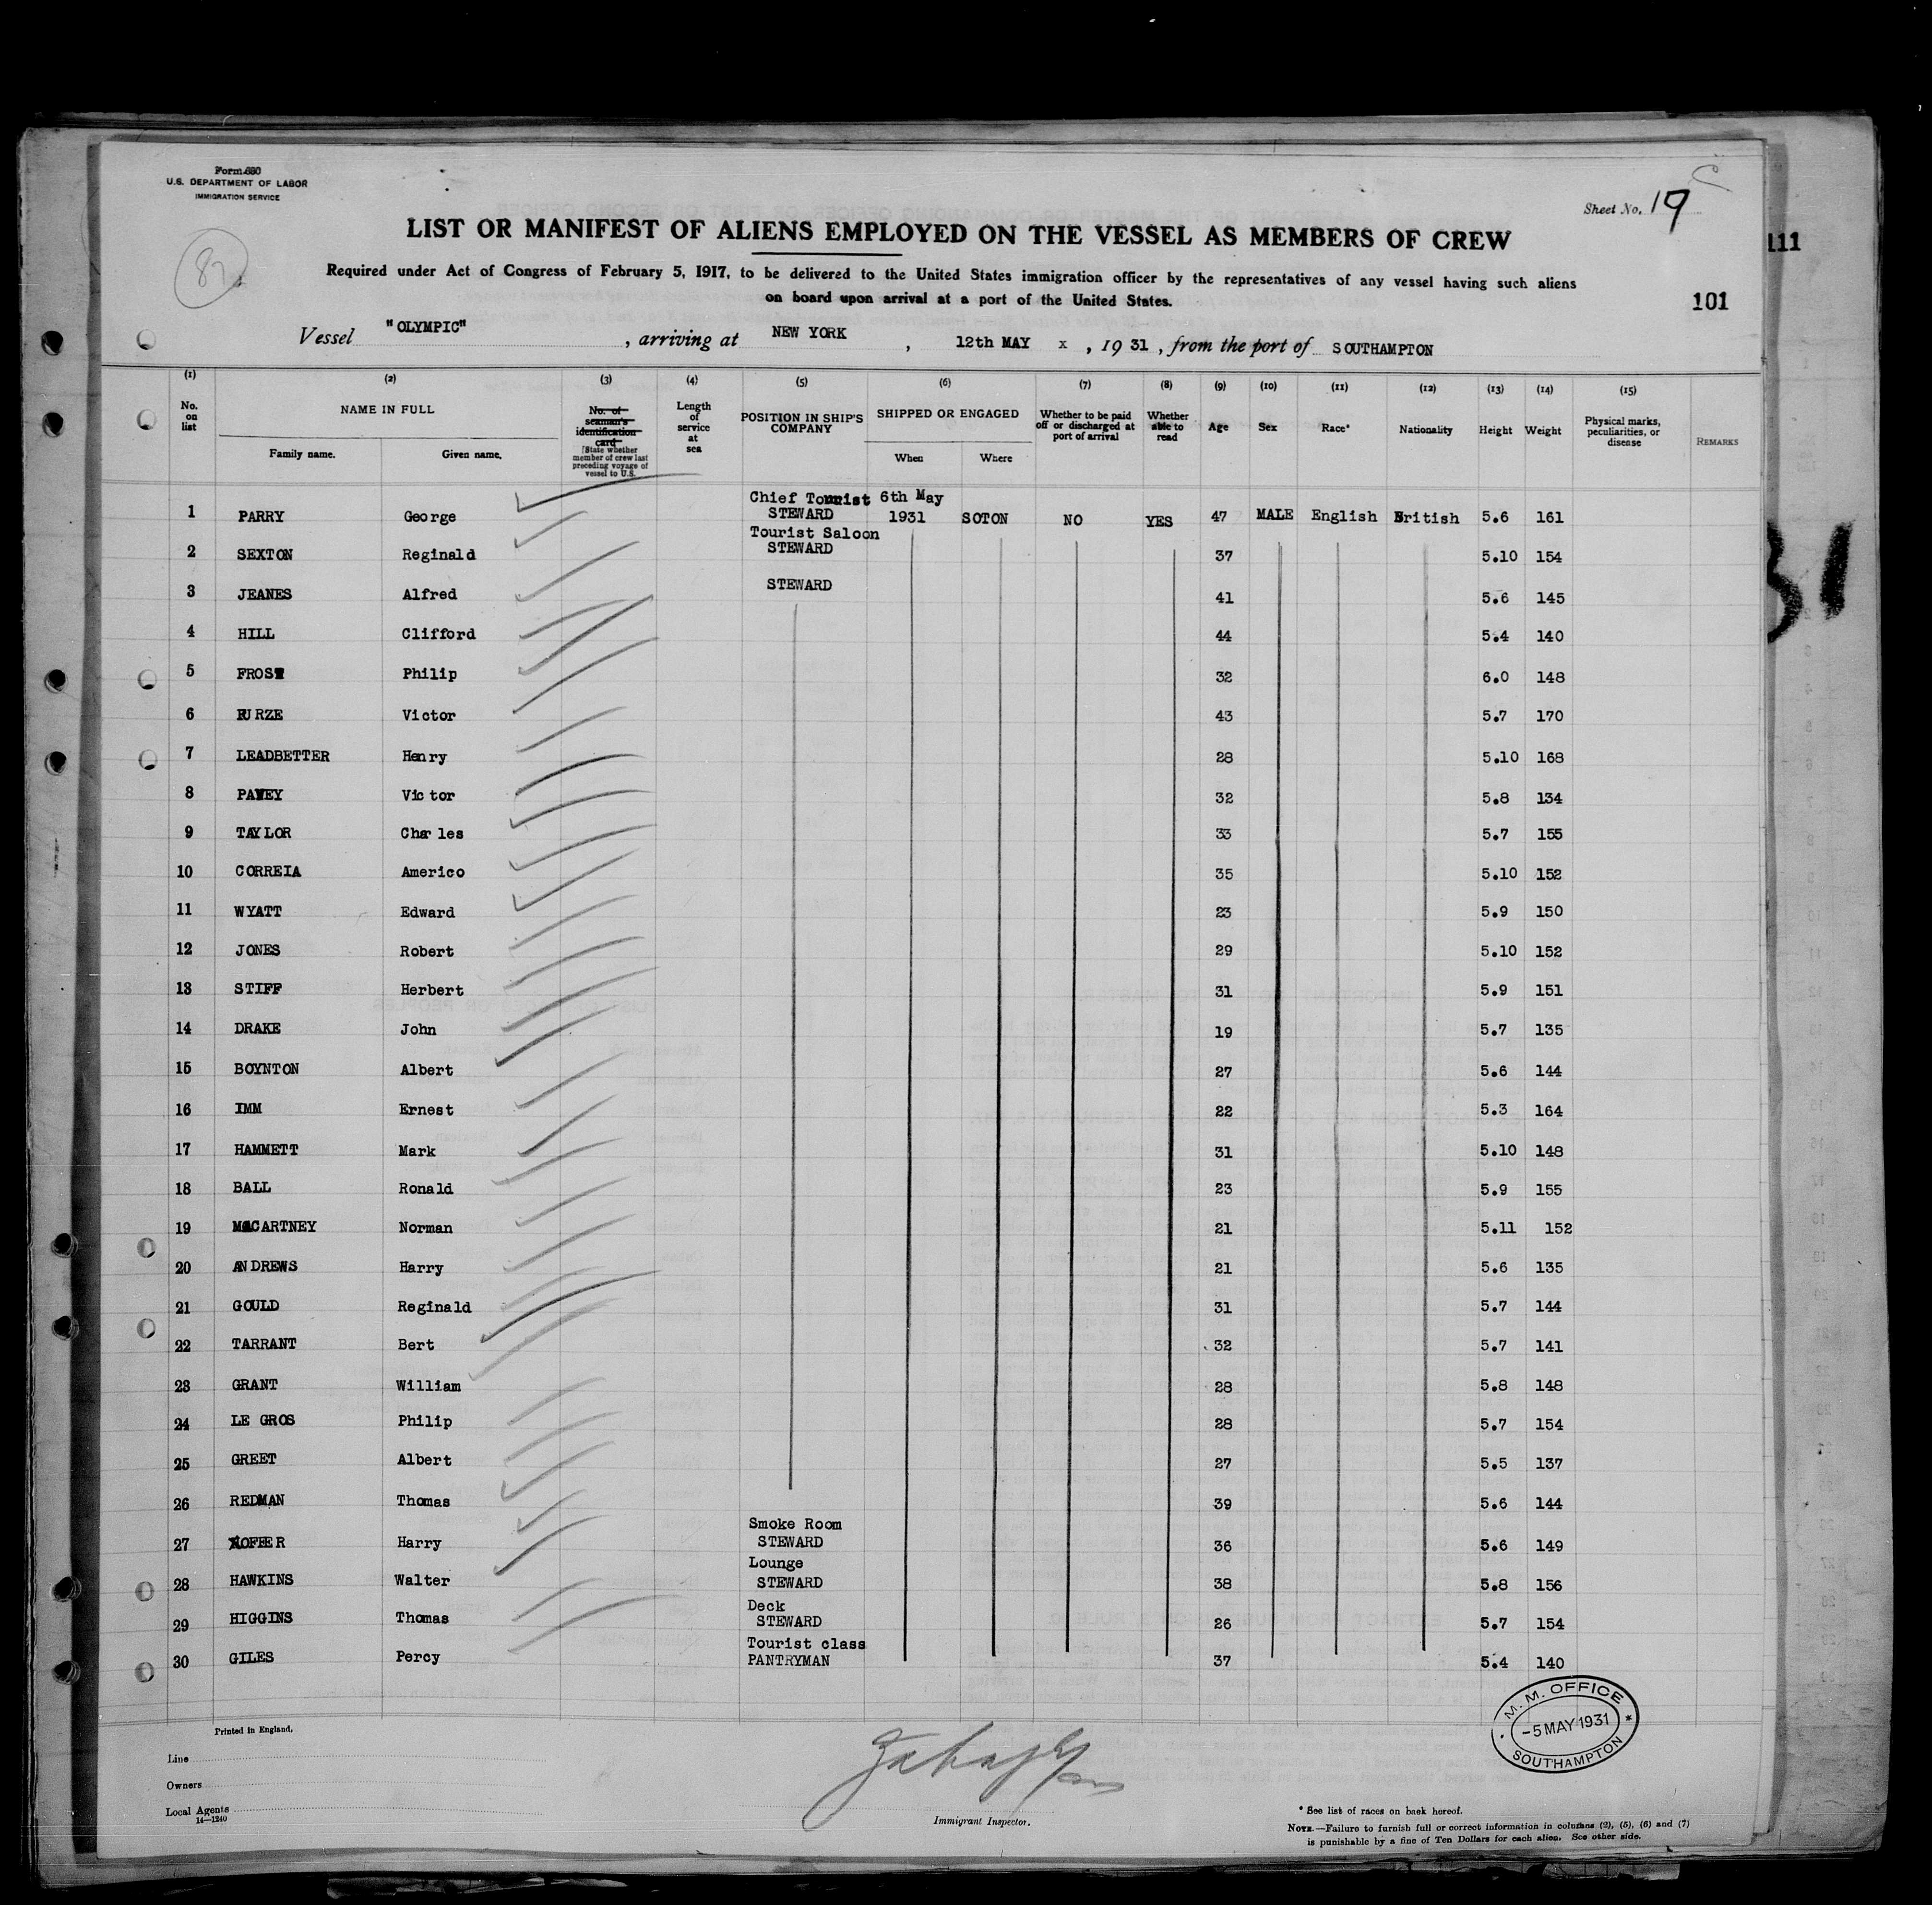 Form 680
U.S. DEPARTMENT OF LABOR
IMMIGRATION SERVICE
Sheet No. 19
LIST OR MANIFEST OF ALIENS EMPLOYED ON THE VESSEL AS MEMBERS OF CREW
111
87
Required under Act of Congress of February 5, 1917, to be delivered to the United States immigration officer by the representatives of any vessel having such aliens
on board upon arrival at a port of the United States.
101
Vessel "OLYMPIC", arriving at NEW YORK, 12th MAY x, 1931, from the port of SOUTHAMPTON
(1) (2) (3) (4) (5) (6) (7) (8) (9) (10) (11) (12) (13) (14) (15)
No. on list
NAME IN FULL
Family name. Given name.
No. of seaman's identification card
[State whether member of crew last preceding voyage of vessel to U.S.
Length of service at sea
POSITION IN SHIP'S COMPANY
SHIPPED OR ENGAGED
When Where
Whether to be paid off or discharged at port of arrival
Whether able to read
Age
Sex
Race*
Nationality
Height
Weight
Physical marks, peculiarities, or disease
REMARKS
1 PARRY George Chief Tourist STEWARD 6th May 1931 SOTON NO YES 47 MALE English British 5.6 161
2 SEXTON Reginald Tourist Saloon STEWARD 37 5.10 154
3 JEANES Alfred STEWARD 41 5.6 145
4 HILL Clifford 44 5.4 140
5 FROST Philip 32 6.0 148
6 FURZE Victor 43 5.7 170
7 LEADBETTER Henry 28 5.10 168
8 PAVEY Victor 32 5.8 134
9 TAYLOR Charles 33 5.7 155
10 CORREIA Americo 35 5.10 152
11 WYATT Edward 23 5.9 150
12 JONES Robert 29 5.10 152
13 STIFF Herbert 31 5.9 151
14 DRAKE John 19 5.7 135
15 BOYNTON Albert 27 5.6 144
16 IMM Ernest 22 5.3 164
17 HAMMETT Mark 31 5.10 148
18 BALL Ronald 23 5.9 155
19 MACARTNEY Norman 21 5.11 152
20 ANDREWS Harry 21 5.6 135
21 GOULD Reginald 31 5.7 144
22 TARRANT Bert 32 5.7 141
23 GRANT William 28 5.8 148
24 LE GROS Philip 28 5.7 154
25 GREET Albert 27 5.5 137
26 REDMAN Thomas 39 5.6 144
27 Harry Smoke Room STEWARD 36 5.6 149
28 HAWKINS Walter Lounge STEWARD 38 5.8 156
29 HIGGINS Thomas Deck STEWARD 26 5.7 154
30 GILES Percy Tourist class PANTRYMAN 37 5.4 140
M.M. OFFICE
-5 MAY 1931
SOUTHAMPTON
Printed in England.
Line
Owners
Local Agents
14—1240
Immigrant Inspector.
* See list of races on back hereof.
NOTE.—Failure to furnish full or correct information in columns (2), (5), (6) and (7)
is punishable by a fine of Ten Dollars for each alien. See other side.